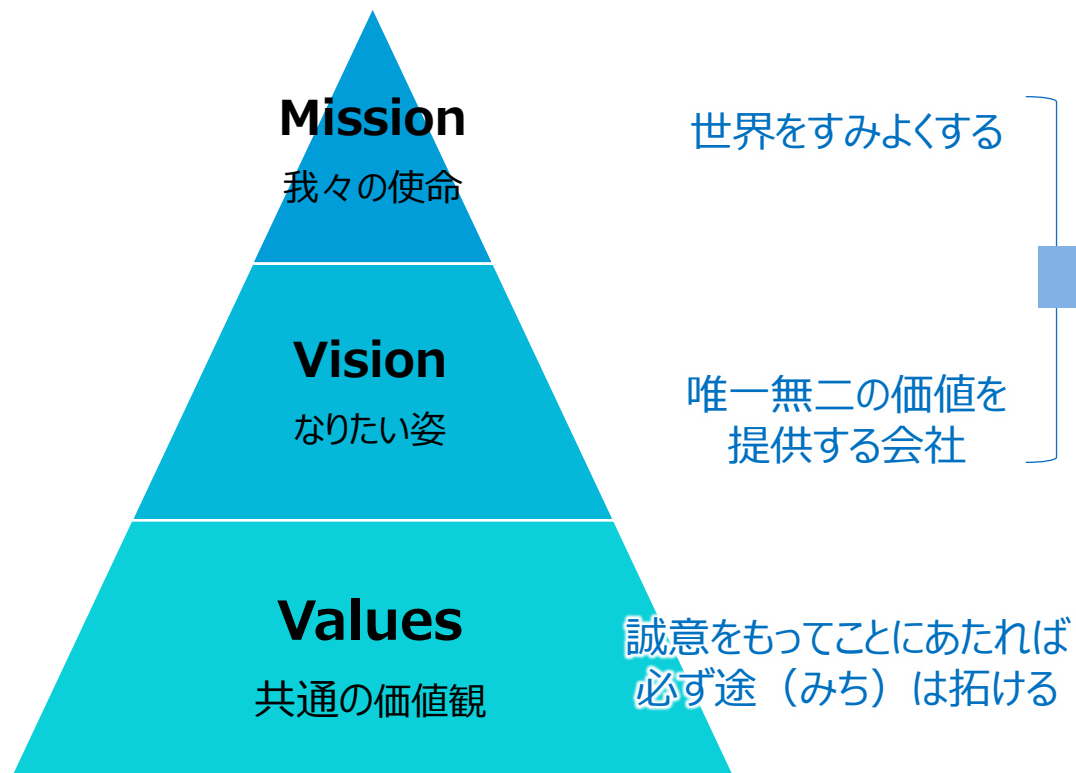 Mission
我々の使命
世界をすみよくする
Vision
なりたい姿
唯一無二の価値を
提供する会社
Values
共通の価値観
誠意をもってことにあたれば
必ず途（みち）は拓ける